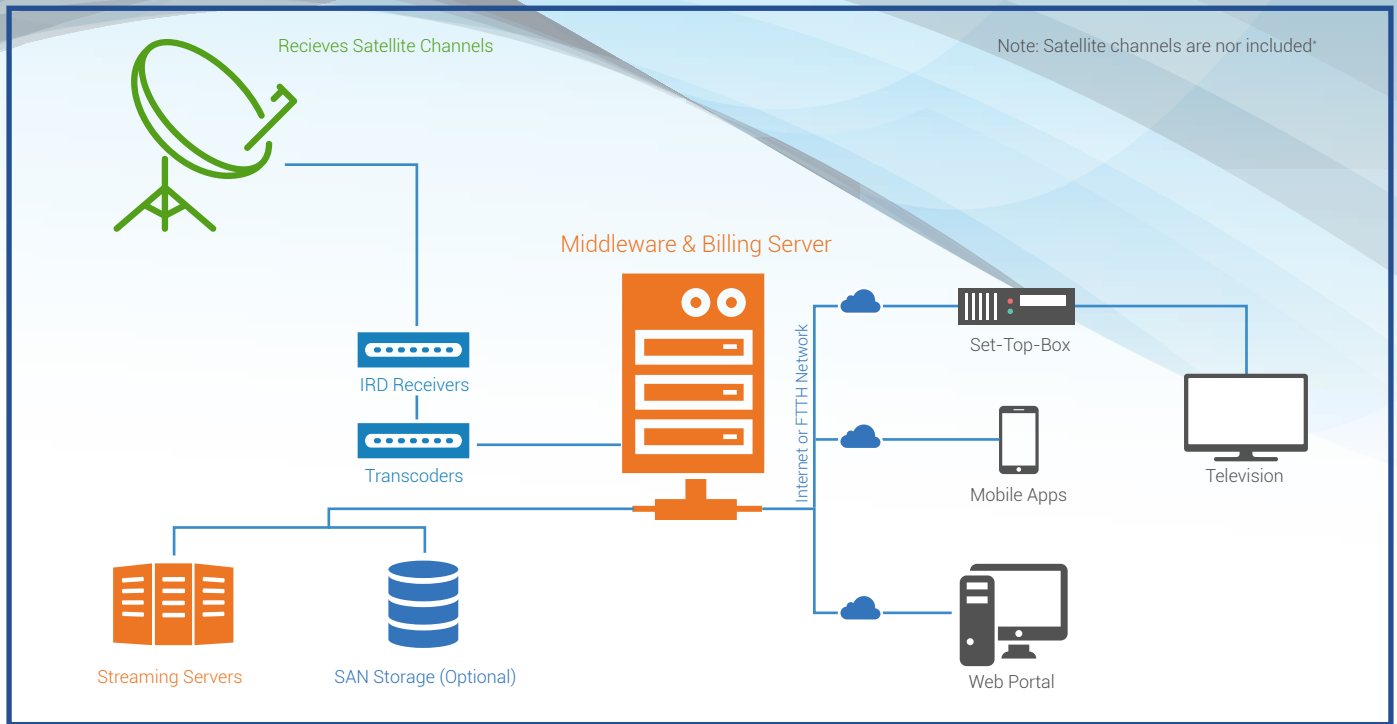 Recieves Satellite Channels
Note: Satellite channels are nor included*
Middleware & Billing Server
Internet or FTTH Network
Set-Top-Box
IRD Receivers
Transcoders
Television
Mobile Apps
Streaming Servers
SAN Storage (Optional)
Web Portal